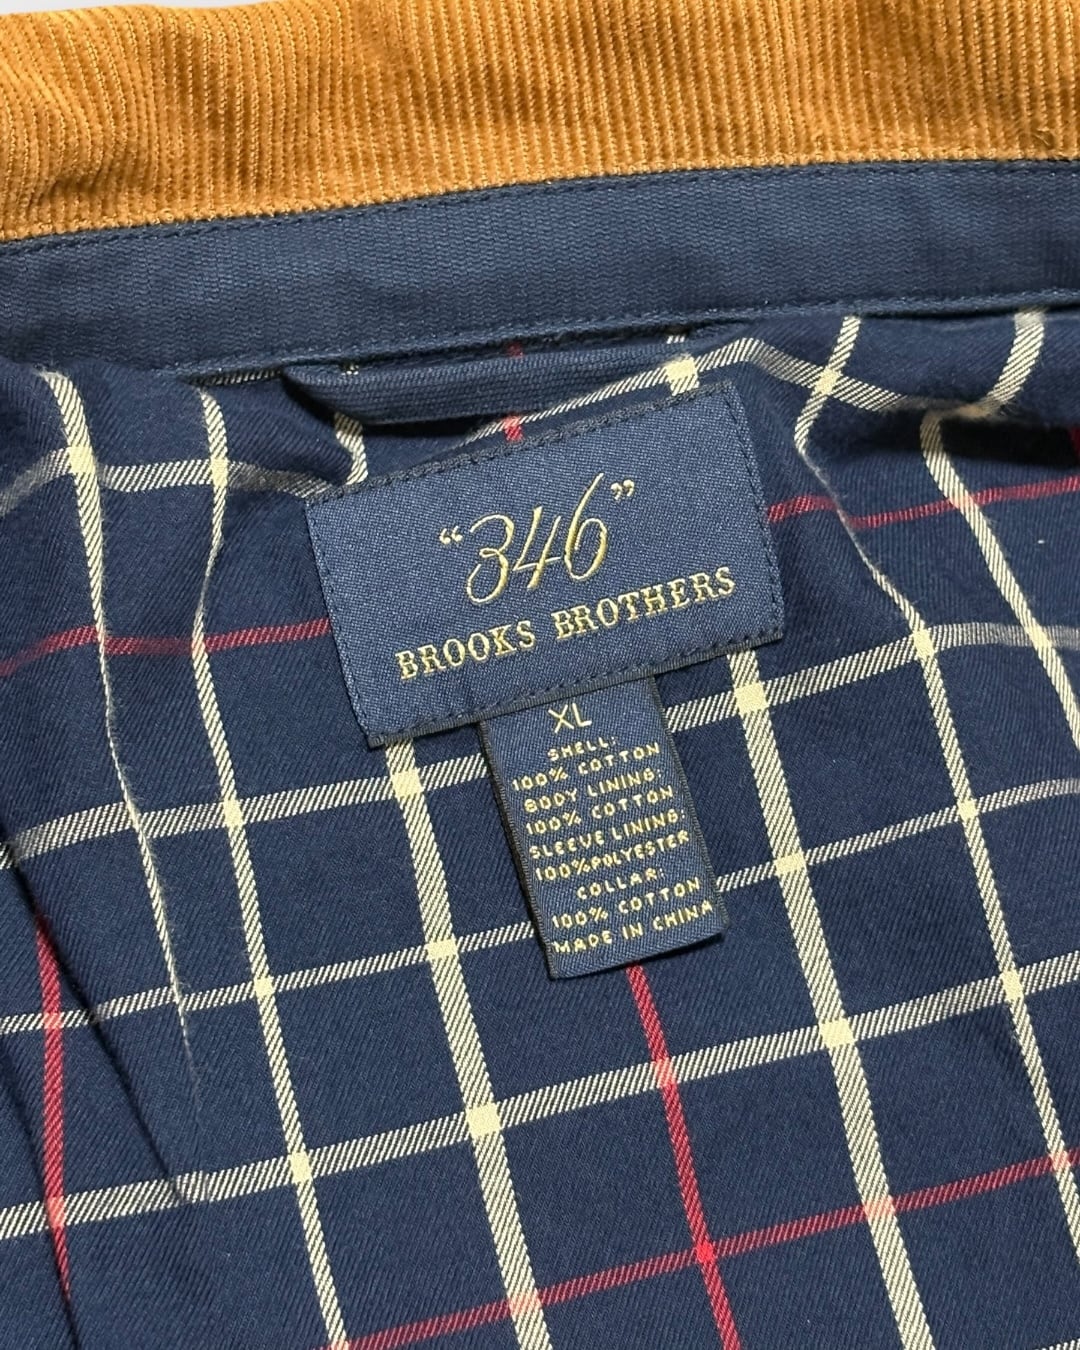 “346”
BROOKS BROTHERS
XL
SHELL:
100% COTTON
BODY LINING:
100% COTTON
SLEEVE LINING:
100%POLYESTER
COLLAR:
100% COTTON
MADE IN CHINA